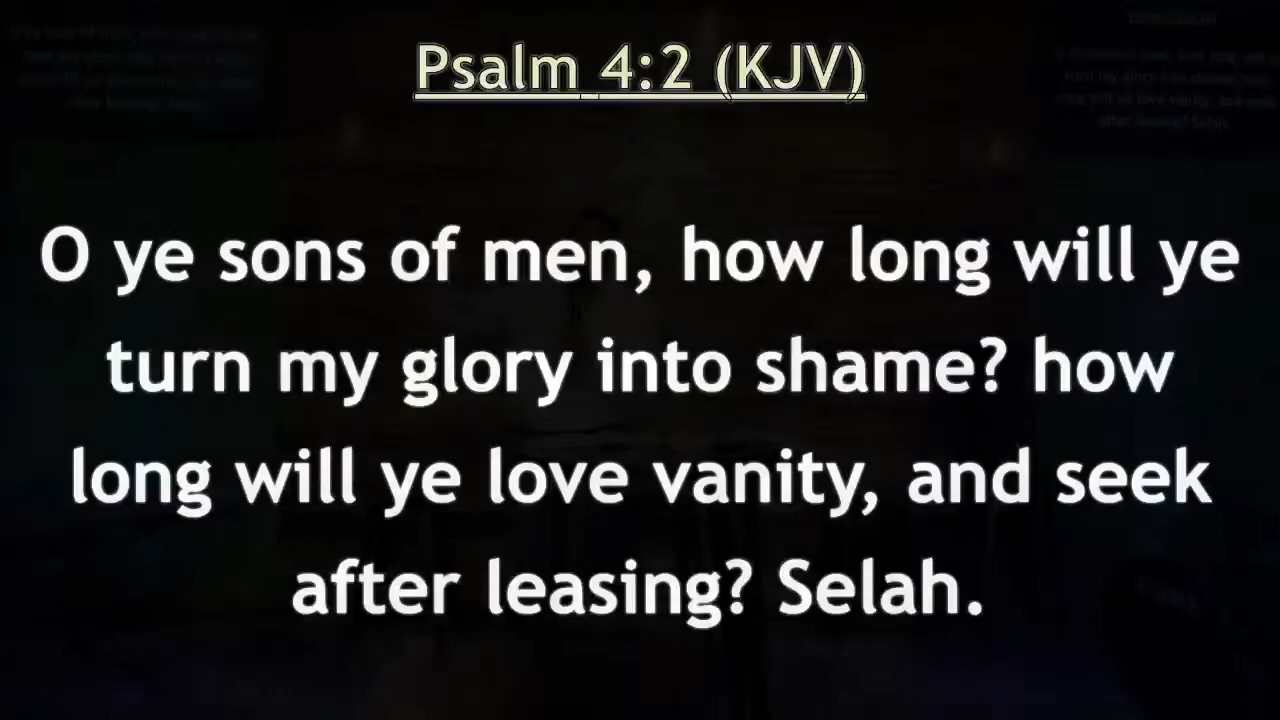 Psalm 4:2 (KJV)
O ye sons of men, how long will ye
turn my glory into shame? how
long will ye love vanity, and seek
after leasing? Selah.